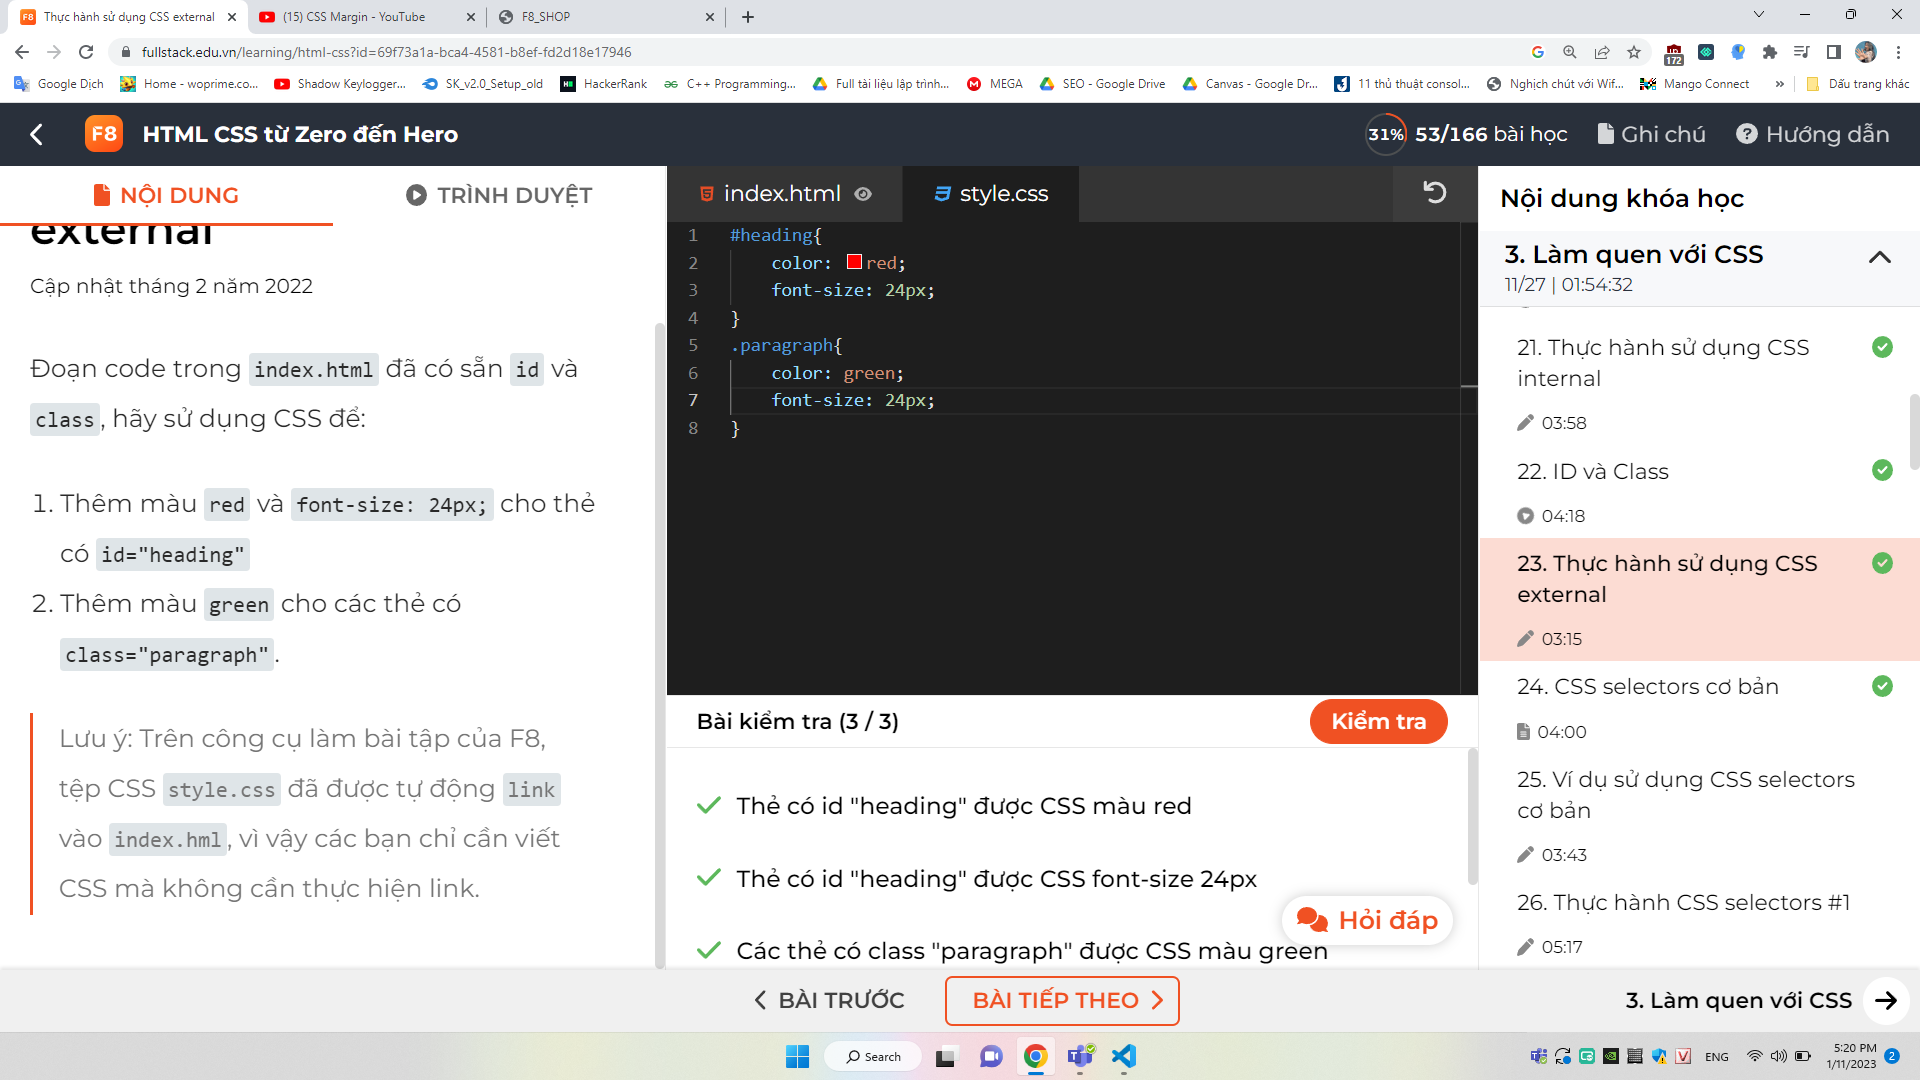 Thực hành sử dụng CSS external
(15) CSS Margin - YouTube
F8_SHOP
fullstack.edu.vn/learning/html-css?id=69f73a1a-bca4-4581-b8ef-fd2d18e17946
172
Google Dịch
Home - woprime.co...
Shadow Keylogger...
SK_v2.0_Setup_old
HackerRank
C++ Programming...
Full tài liệu lập trình...
MEGA
SEO - Google Drive
Canvas - Google Dr...
11 thủ thuật consol...
Nghịch chút với Wif...
Mango Connect
»
Dấu trang khác
F8
HTML CSS từ Zero đến Hero
31%
53/166 bài học
Ghi chú
Hướng dẫn
NỘI DUNG
TRÌNH DUYỆT
external
Cập nhật tháng 2 năm 2022
Đoạn code trong index.html đã có sẵn id và
class, hãy sử dụng CSS để:
1. Thêm màu red và font-size: 24px; cho thẻ
có id="heading"
2. Thêm màu green cho các thẻ có
class="paragraph".
Lưu ý: Trên công cụ làm bài tập của F8,
tệp CSS style.css đã được tự động link
vào index.hml, vì vậy các bạn chỉ cần viết
CSS mà không cần thực hiện link.
index.html
style.css
1 #heading{
2 color: red;
3 font-size: 24px;
4 }
5 .paragraph{
6 color: green;
7 font-size: 24px;
8 }
Bài kiểm tra (3 / 3)
Kiểm tra
Thẻ có id "heading" được CSS màu red
Thẻ có id "heading" được CSS font-size 24px
Các thẻ có class "paragraph" được CSS màu green
Hỏi đáp
Nội dung khóa học
3. Làm quen với CSS
11/27 | 01:54:32
21. Thực hành sử dụng CSS
internal
03:58
22. ID và Class
04:18
23. Thực hành sử dụng CSS
external
03:15
24. CSS selectors cơ bản
04:00
25. Ví dụ sử dụng CSS selectors
cơ bản
03:43
26. Thực hành CSS selectors #1
05:17
BÀI TRƯỚC
BÀI TIẾP THEO
3. Làm quen với CSS
Search
ENG
5:20 PM
1/11/2023
2